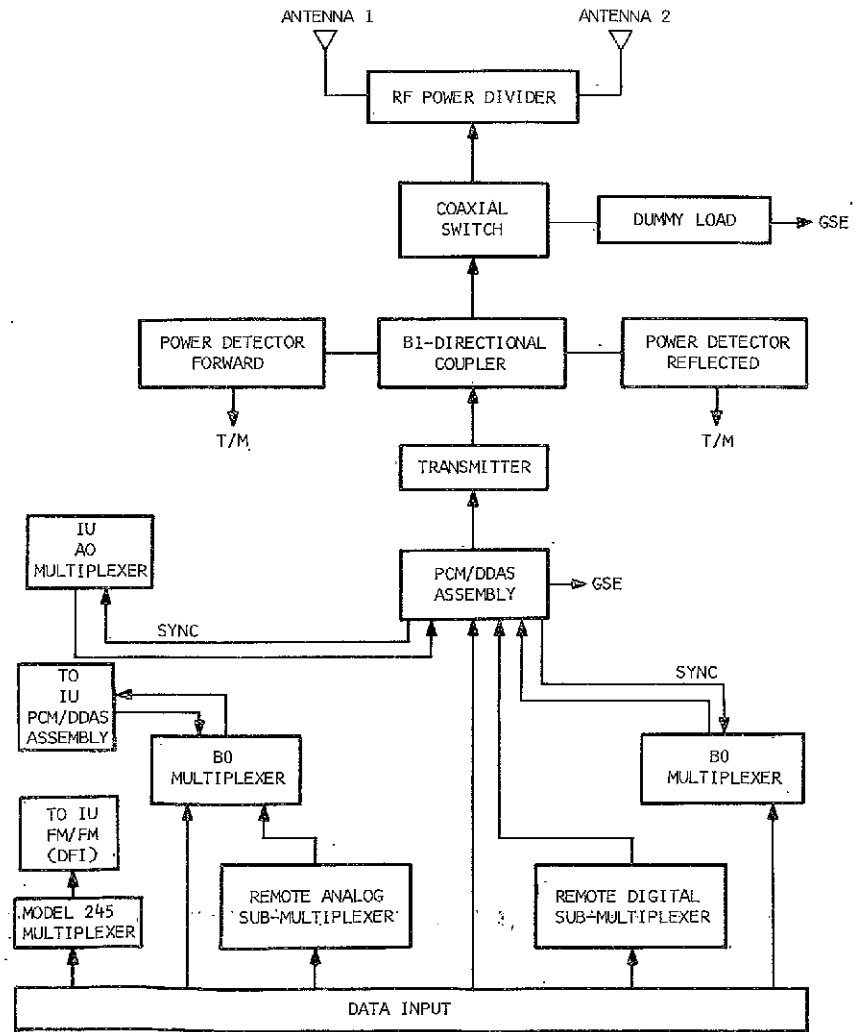 ANTENNA 1
ANTENNA 2
RF POWER DIVIDER
COAXIAL
SWITCH
DUMMY LOAD
GSE
POWER DETECTOR
FORWARD
BI-DIRECTIONAL
COUPLER
POWER DETECTOR
REFLECTED
T/M
T/M
TRANSMITTER
IU
AO
MULTIPLEXER
PCM/DDAS
ASSEMBLY
GSE
SYNC
SYNC
TO
IU
PCM/DDAS
ASSEMBLY
BO
MULTIPLEXER
BO
MULTIPLEXER
TO IU
FM/FM
(DFI)
REMOTE ANALOG
SUB-MULTIPLEXER
REMOTE DIGITAL
SUB-MULTIPLEXER
MODEL 245
MULTIPLEXER
DATA INPUT